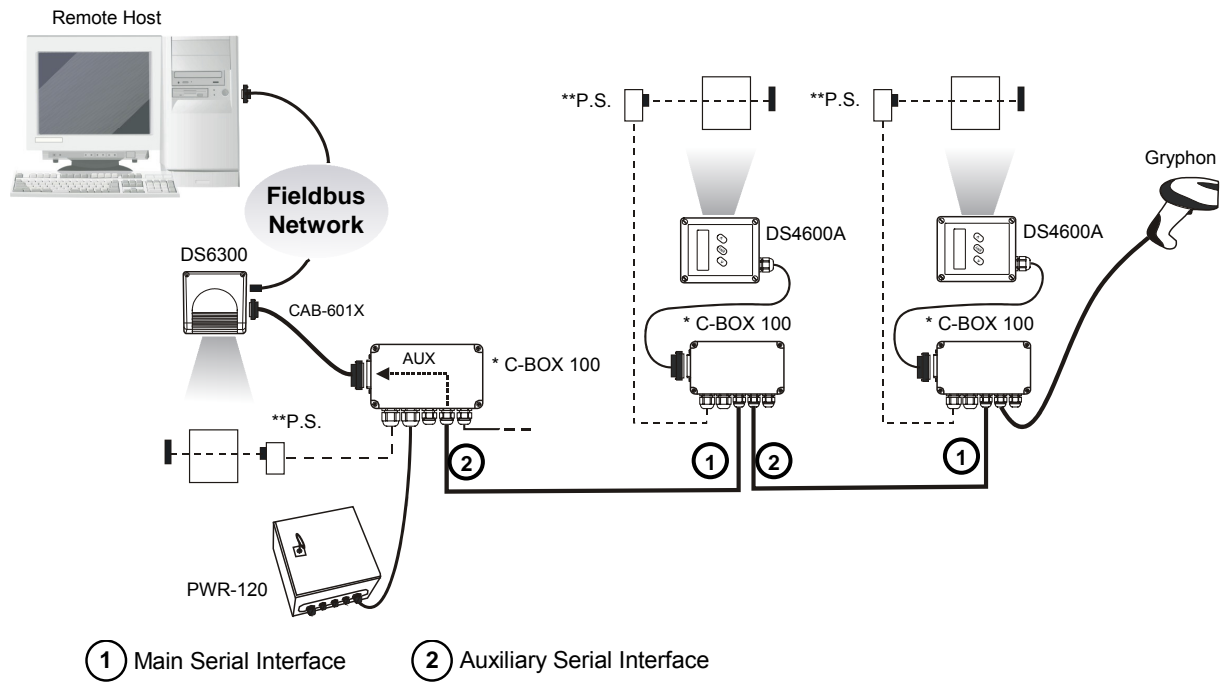 Remote Host
**P.S.
**P.S.
Gryphon
Fieldbus
Network
DS6300
DS4600A
DS4600A
CAB-601X
* C-BOX 100
* C-BOX 100
AUX
* C-BOX 100
**P.S.
2
1
2
1
PWR-120
1 Main Serial Interface
2 Auxiliary Serial Interface